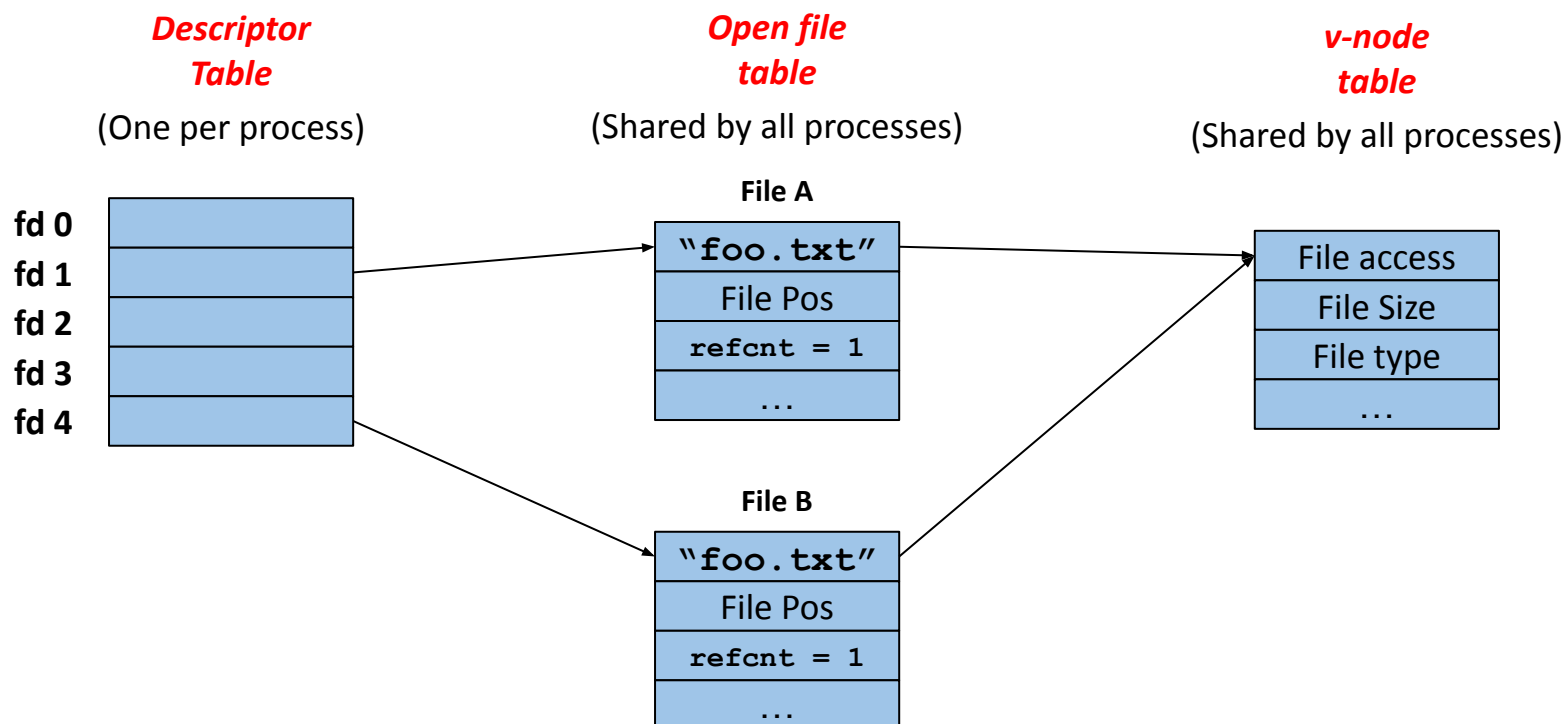 Descriptor
Table
(One per process)
fd 0
fd 1
fd 2
fd 3
fd 4
Open file
table
(Shared by all processes)
File A
“foo.txt”
File Pos
refcnt = 1
...
File B
“foo.txt”
File Pos
refcnt = 1
...
v-node
table
(Shared by all processes)
File access
File Size
File type
...